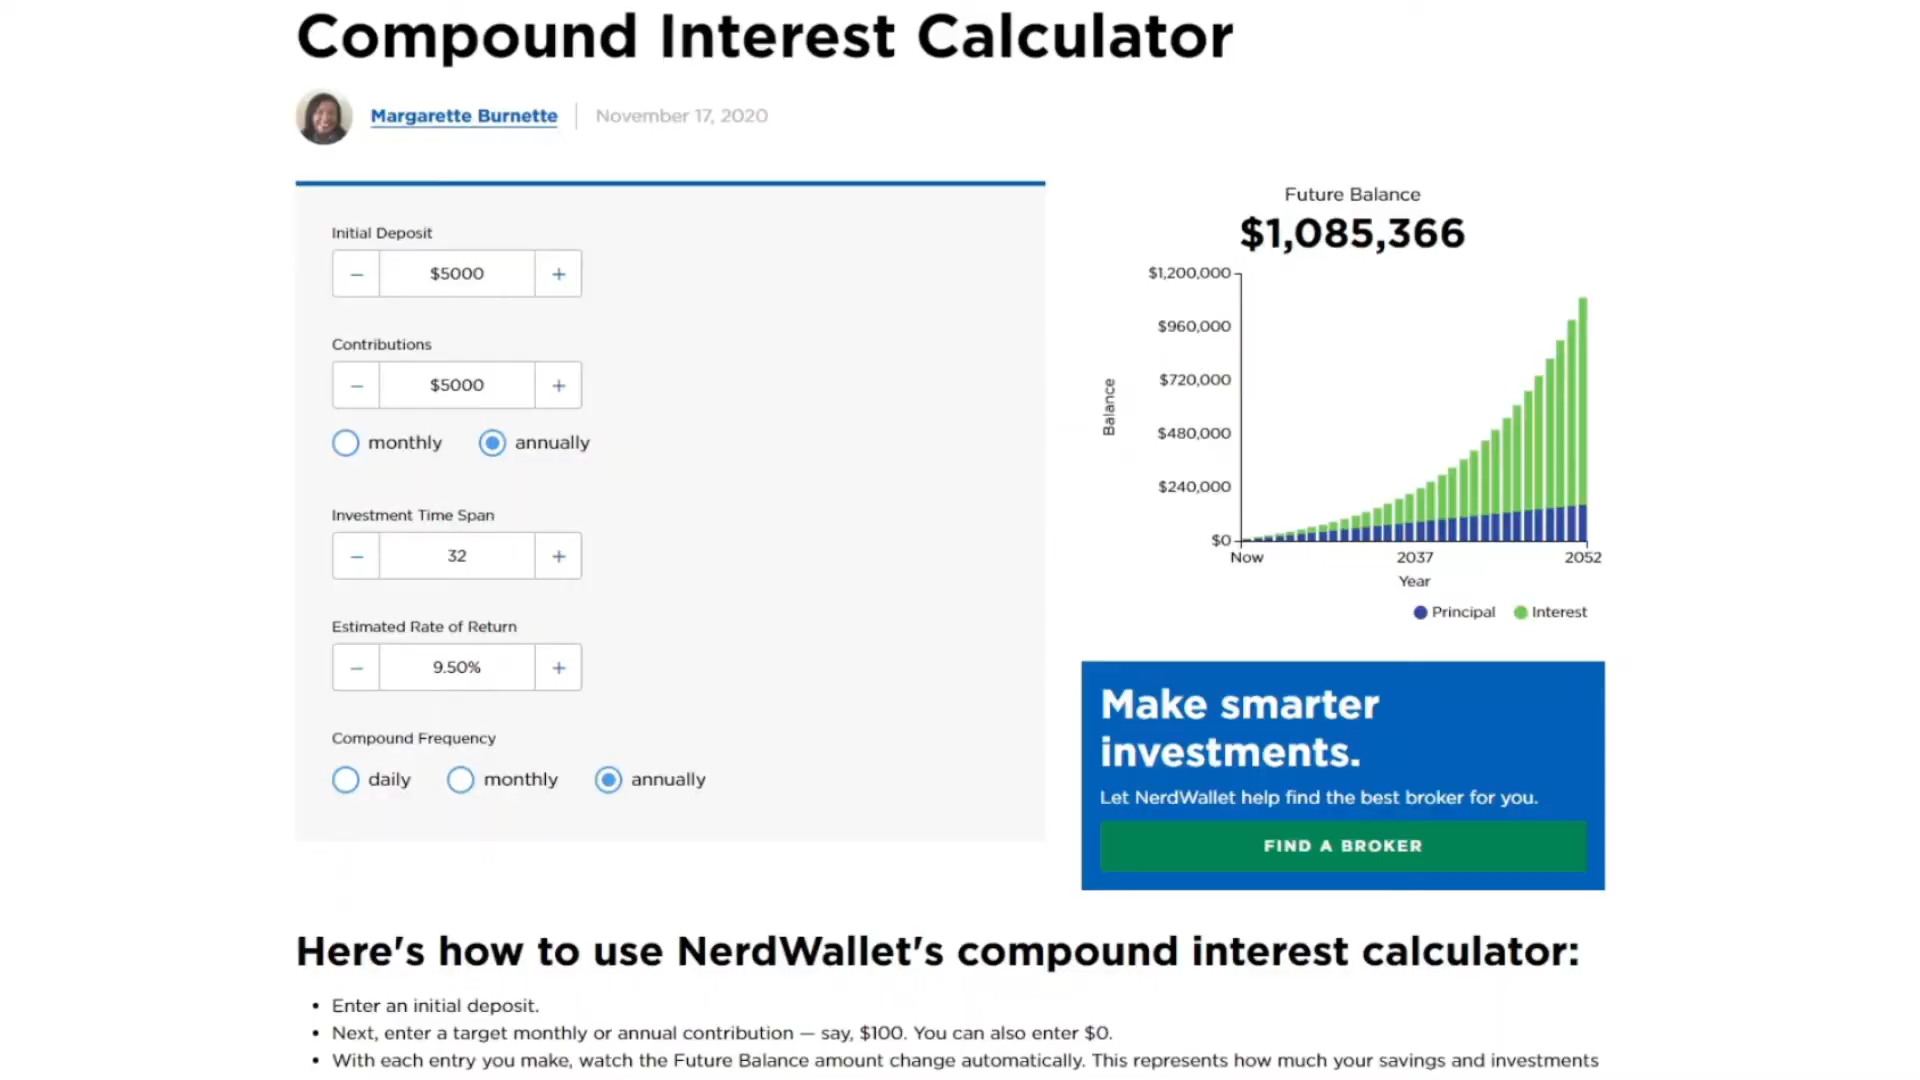 Compound Interest Calculator
Margarette Burnette
November 17, 2020
Initial Deposit
– $5000 +
Contributions
– $5000 +
monthly annually
Investment Time Span
– 32 +
Estimated Rate of Return
– 9.50% +
Compound Frequency
daily monthly annually
Future Balance
$1,085,366
$1,200,000
$960,000
$720,000
$480,000
$240,000
$0
Balance
Now 2037 2052
Year
Principal Interest
Make smarter
investments.
Let NerdWallet help find the best broker for you.
FIND A BROKER
Here's how to use NerdWallet's compound interest calculator:
• Enter an initial deposit.
• Next, enter a target monthly or annual contribution — say, $100. You can also enter $0.
• With each entry you make, watch the Future Balance amount change automatically. This represents how much your savings and investments